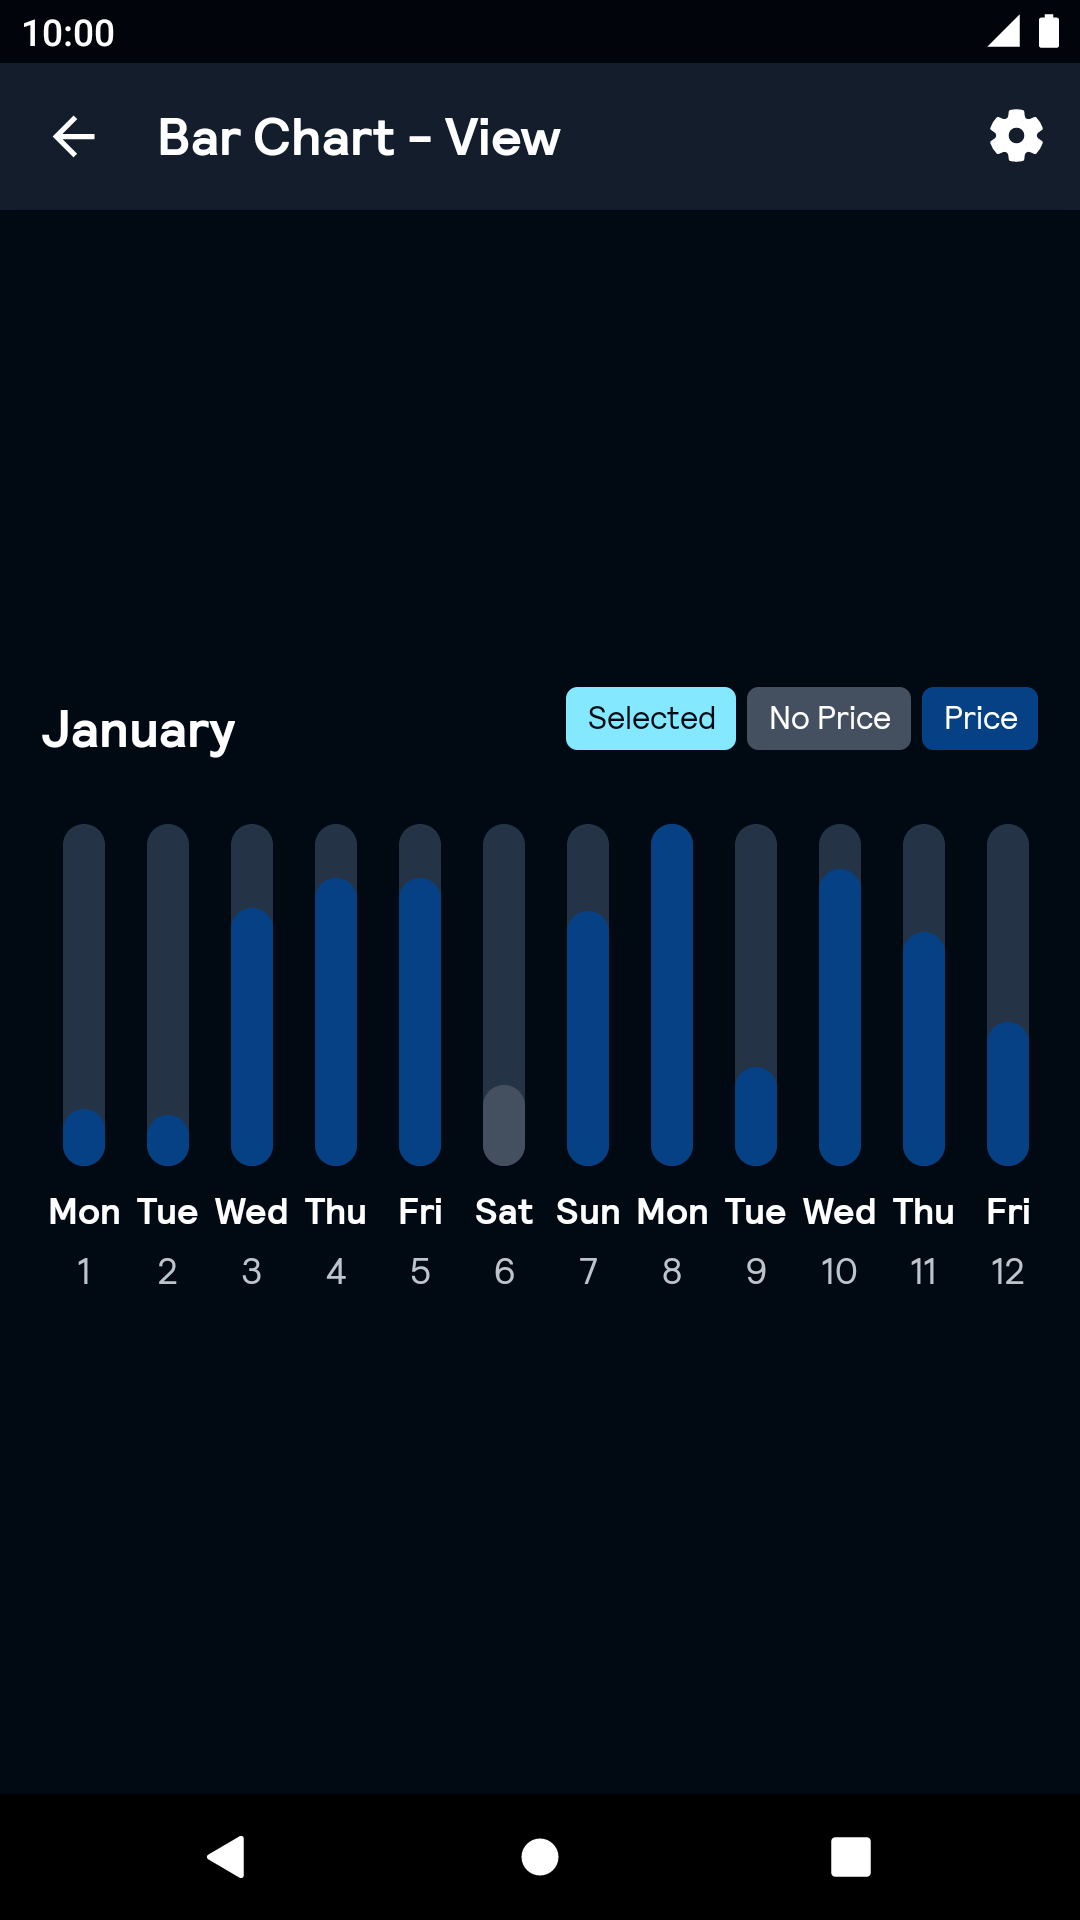 10:00
Bar Chart - View
January
Selected No Price Price
Mon Tue Wed Thu Fri Sat Sun Mon Tue Wed Thu Fri
1 2 3 4 5 6 7 8 9 10 11 12